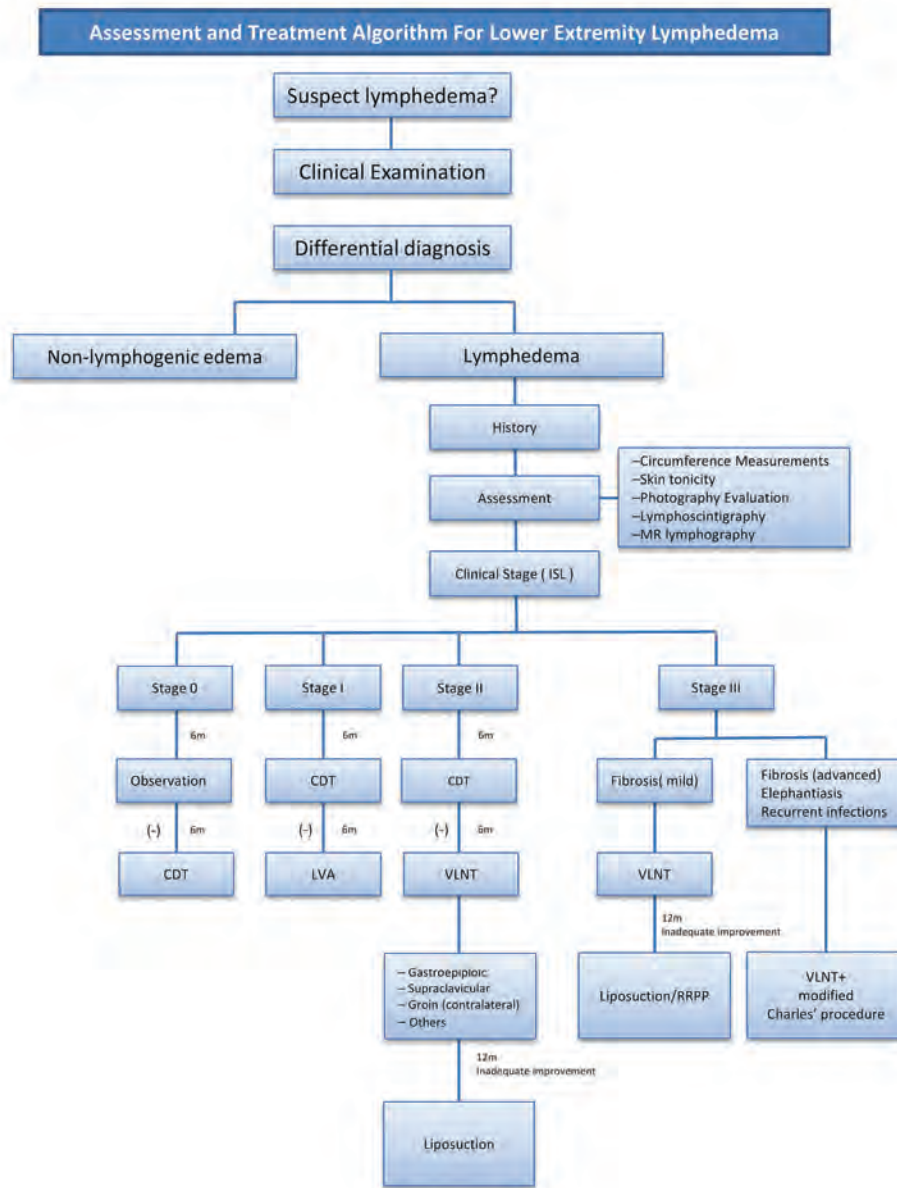 Assessment and Treatment Algorithm For Lower Extremity Lymphedema
Suspect lymphedema?
Clinical Examination
Differential diagnosis
Non-lymphogenic edema
Lymphedema
History
Assessment
–Circumference Measurements
–Skin tonicity
–Photography Evaluation
–Lymphoscintigraphy
–MR lymphography
Clinical Stage ( ISL )
Stage 0
Stage I
Stage II
Stage III
6m
6m
6m
Observation
CDT
CDT
Fibrosis( mild)
Fibrosis (advanced)
Elephantiasis
Recurrent infections
(-) 6m
(-) 6m
(-) 6m
CDT
LVA
VLNT
VLNT
12m
Inadequate improvement
– Gastroepiploic
– Supraclavicular
– Groin (contralateral)
– Others
Liposuction/RRPP
VLNT+
modified
Charles' procedure
12m
Inadequate improvement
Liposuction